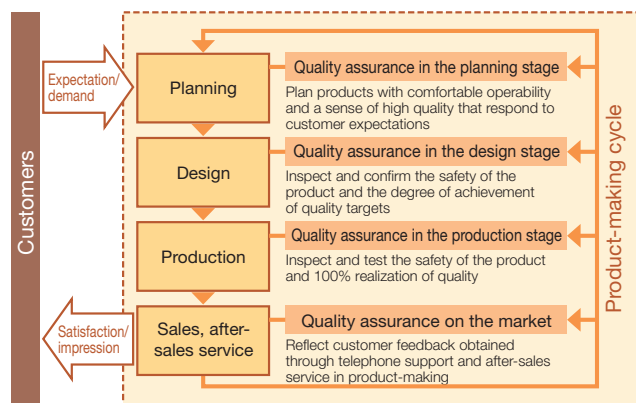 Customers
Expectation/
demand
Planning
Quality assurance in the planning stage
Plan products with comfortable operability
and a sense of high quality that respond to
customer expectations
Design
Quality assurance in the design stage
Inspect and confirm the safety of the
product and the degree of achievement
of quality targets
Production
Quality assurance in the production stage
Inspect and test the safety of the product
and 100% realization of quality
Satisfaction/
impression
Sales, after-
sales service
Quality assurance on the market
Reflect customer feedback obtained
through telephone support and after-sales
service in product-making
Product-making cycle